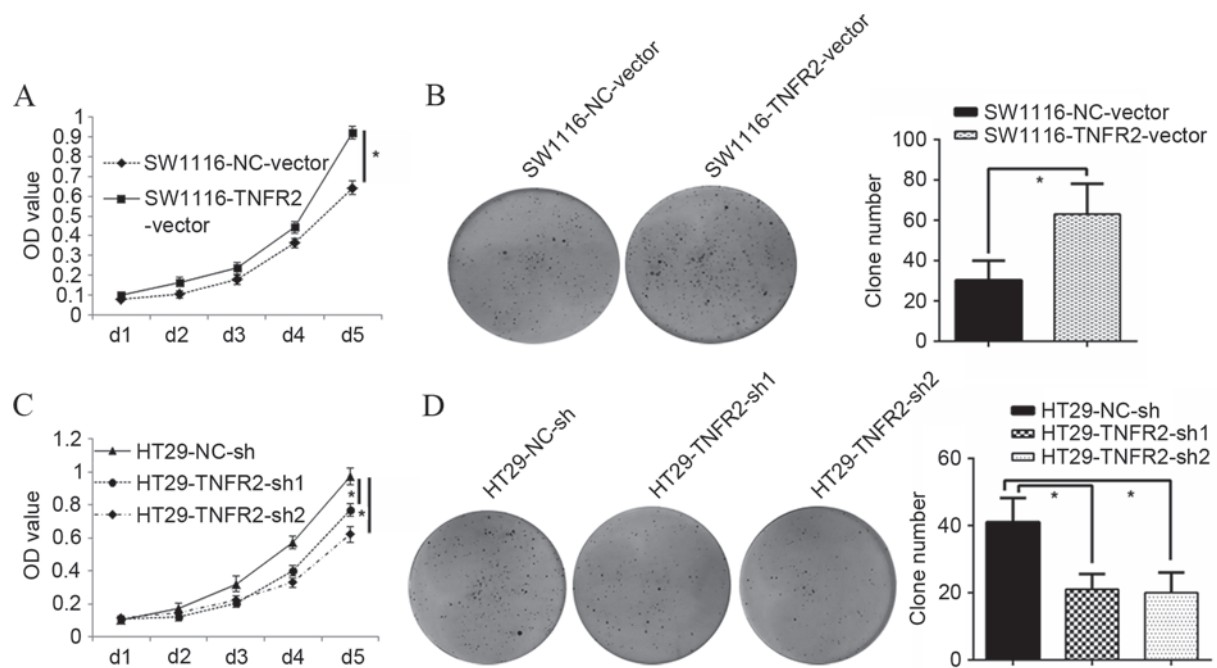 A
1
0.9
0.8
0.7
0.6
0.5
0.4
0.3
0.2
0.1
0
OD value
SW1116-NC-vector
SW1116-TNFR2
-vector
*
d1 d2 d3 d4 d5
B
SW1116-NC-vector
SW1116-TNFR2-vector
SW1116-NC-vector
SW1116-TNFR2-vector
100
80
60
40
20
0
Clone number
*
C
1.2
1
0.8
0.6
0.4
0.2
0
OD value
HT29-NC-sh
HT29-TNFR2-sh1
HT29-TNFR2-sh2
*
*
d1 d2 d3 d4 d5
D
HT29-NC-sh
HT29-TNFR2-sh1
HT29-TNFR2-sh2
HT29-NC-sh
HT29-TNFR2-sh1
HT29-TNFR2-sh2
60
40
20
0
Clone number
* *